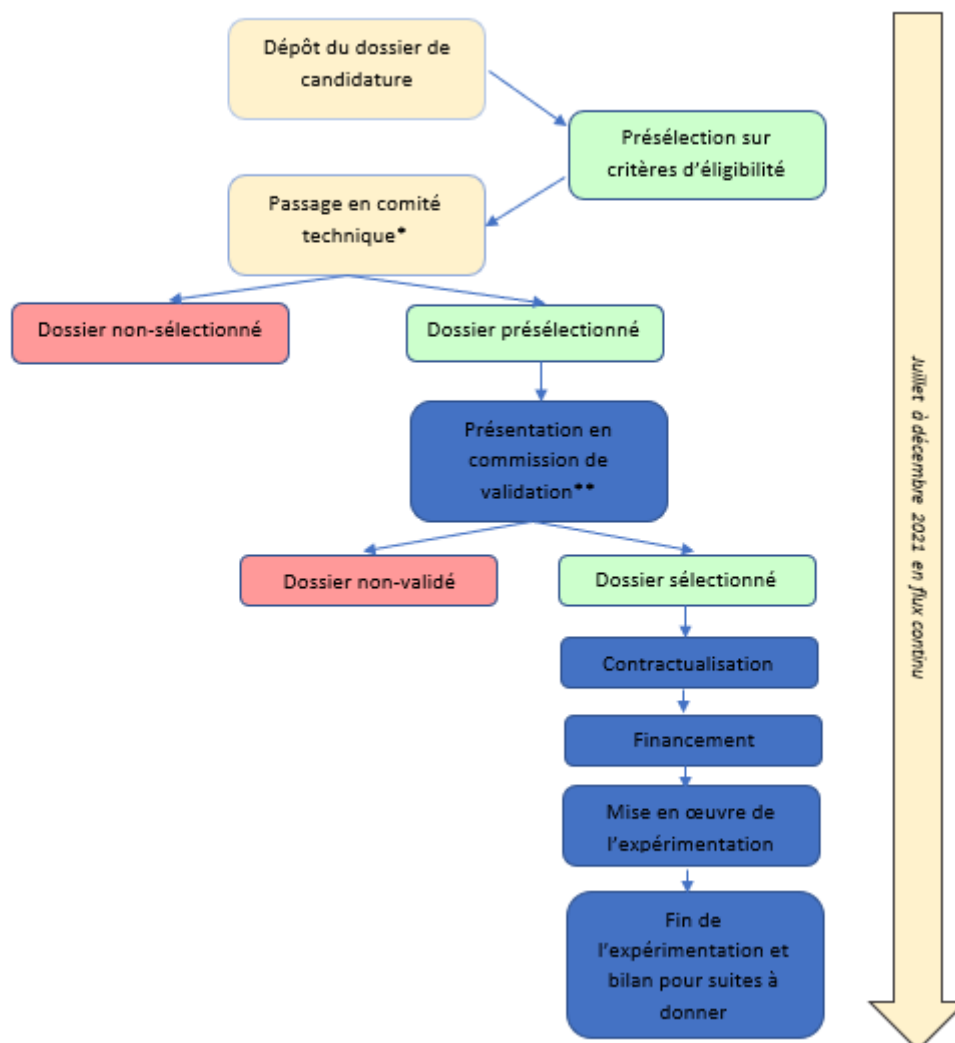 Dépôt du dossier de
candidature
Présélection sur
critères d'éligibilité
Passage en comité
technique*
Dossier non-sélectionné
Dossier présélectionné
Présentation en
commission de
validation**
Dossier non-validé
Dossier sélectionné
Contractualisation
Financement
Mise en œuvre de
l'expérimentation
Fin de
l'expérimentation et
bilan pour suites à
donner
Juillet à décembre 2021 en flux continu